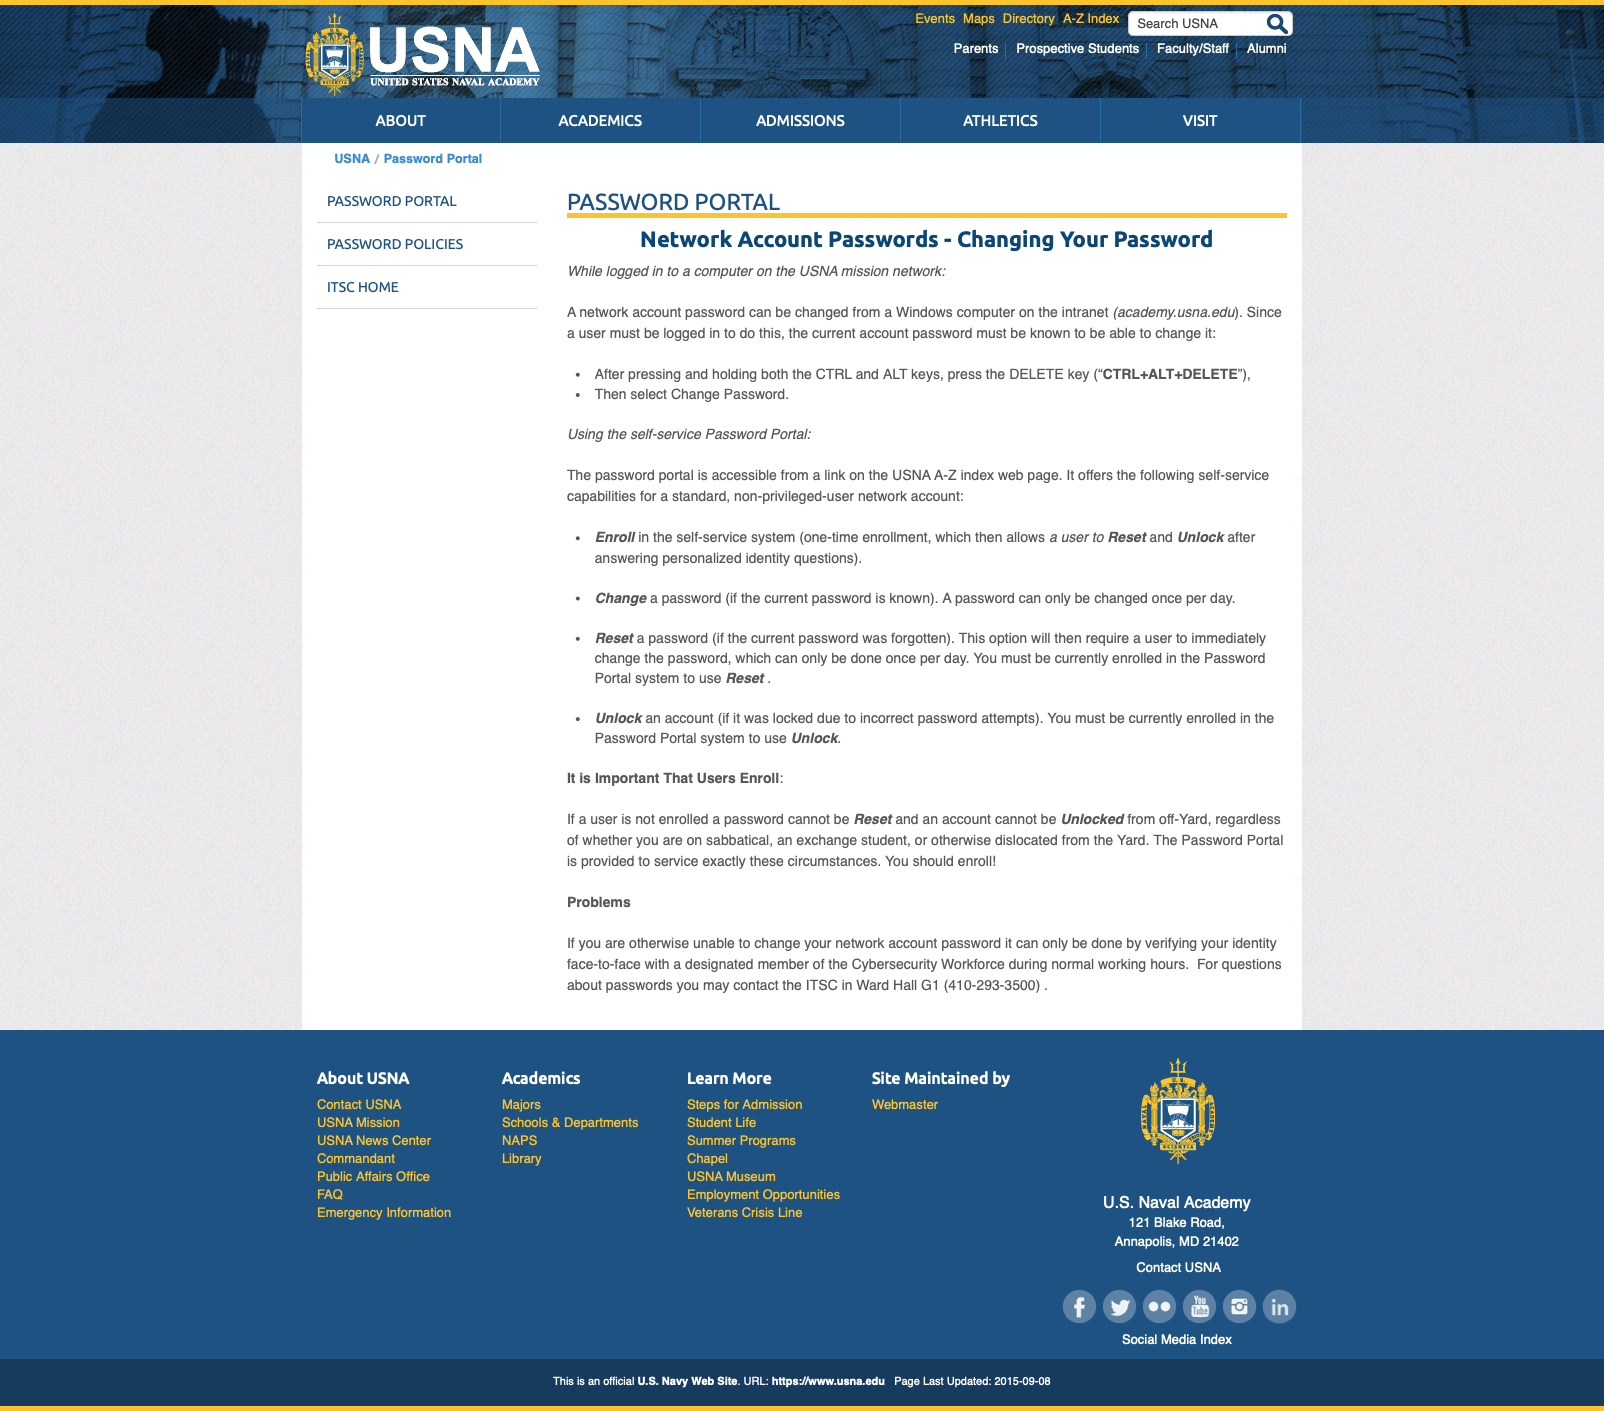 USNA
UNITED STATES NAVAL ACADEMY
Events Maps Directory A-Z Index Search USNA
Parents Prospective Students Faculty/Staff Alumni
ABOUT ACADEMICS ADMISSIONS ATHLETICS VISIT
USNA / Password Portal
PASSWORD PORTAL
PASSWORD POLICIES
ITSC HOME
PASSWORD PORTAL
Network Account Passwords - Changing Your Password
While logged in to a computer on the USNA mission network:
A network account password can be changed from a Windows computer on the intranet (academy.usna.edu). Since
a user must be logged in to do this, the current account password must be known to be able to change it:
• After pressing and holding both the CTRL and ALT keys, press the DELETE key (“CTRL+ALT+DELETE”),
• Then select Change Password.
Using the self-service Password Portal:
The password portal is accessible from a link on the USNA A-Z index web page. It offers the following self-service
capabilities for a standard, non-privileged-user network account:
• Enroll in the self-service system (one-time enrollment, which then allows a user to Reset and Unlock after
answering personalized identity questions).
• Change a password (if the current password is known). A password can only be changed once per day.
• Reset a password (if the current password was forgotten). This option will then require a user to immediately
change the password, which can only be done once per day. You must be currently enrolled in the Password
Portal system to use Reset .
• Unlock an account (if it was locked due to incorrect password attempts). You must be currently enrolled in the
Password Portal system to use Unlock.
It is Important That Users Enroll:
If a user is not enrolled a password cannot be Reset and an account cannot be Unlocked from off-Yard, regardless
of whether you are on sabbatical, an exchange student, or otherwise dislocated from the Yard. The Password Portal
is provided to service exactly these circumstances. You should enroll!
Problems
If you are otherwise unable to change your network account password it can only be done by verifying your identity
face-to-face with a designated member of the Cybersecurity Workforce during normal working hours.  For questions
about passwords you may contact the ITSC in Ward Hall G1 (410-293-3500) .
About USNA
Contact USNA
USNA Mission
USNA News Center
Commandant
Public Affairs Office
FAQ
Emergency Information
Academics
Majors
Schools & Departments
NAPS
Library
Learn More
Steps for Admission
Student Life
Summer Programs
Chapel
USNA Museum
Employment Opportunities
Veterans Crisis Line
Site Maintained by
Webmaster
U.S. Naval Academy
121 Blake Road,
Annapolis, MD 21402
Contact USNA
You Tube in
Social Media Index
This is an official U.S. Navy Web Site. URL: https://www.usna.edu Page Last Updated: 2015-09-08